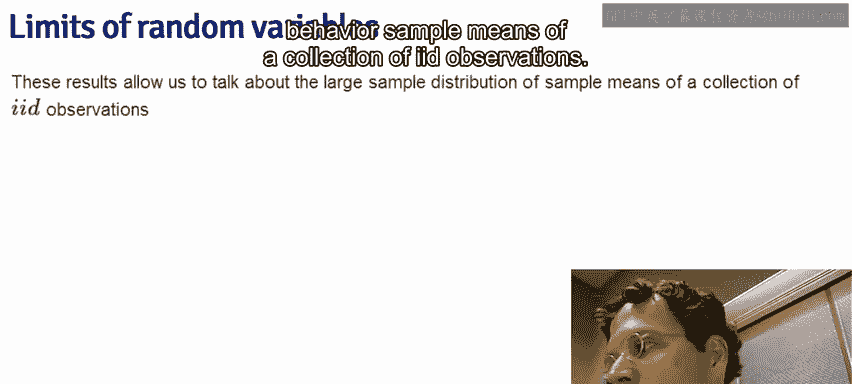 Limits of random variables
behavior sample means of
a collection of iid observations.
These results allow us to talk about the large sample distribution of sample means of a collection of
iid observations